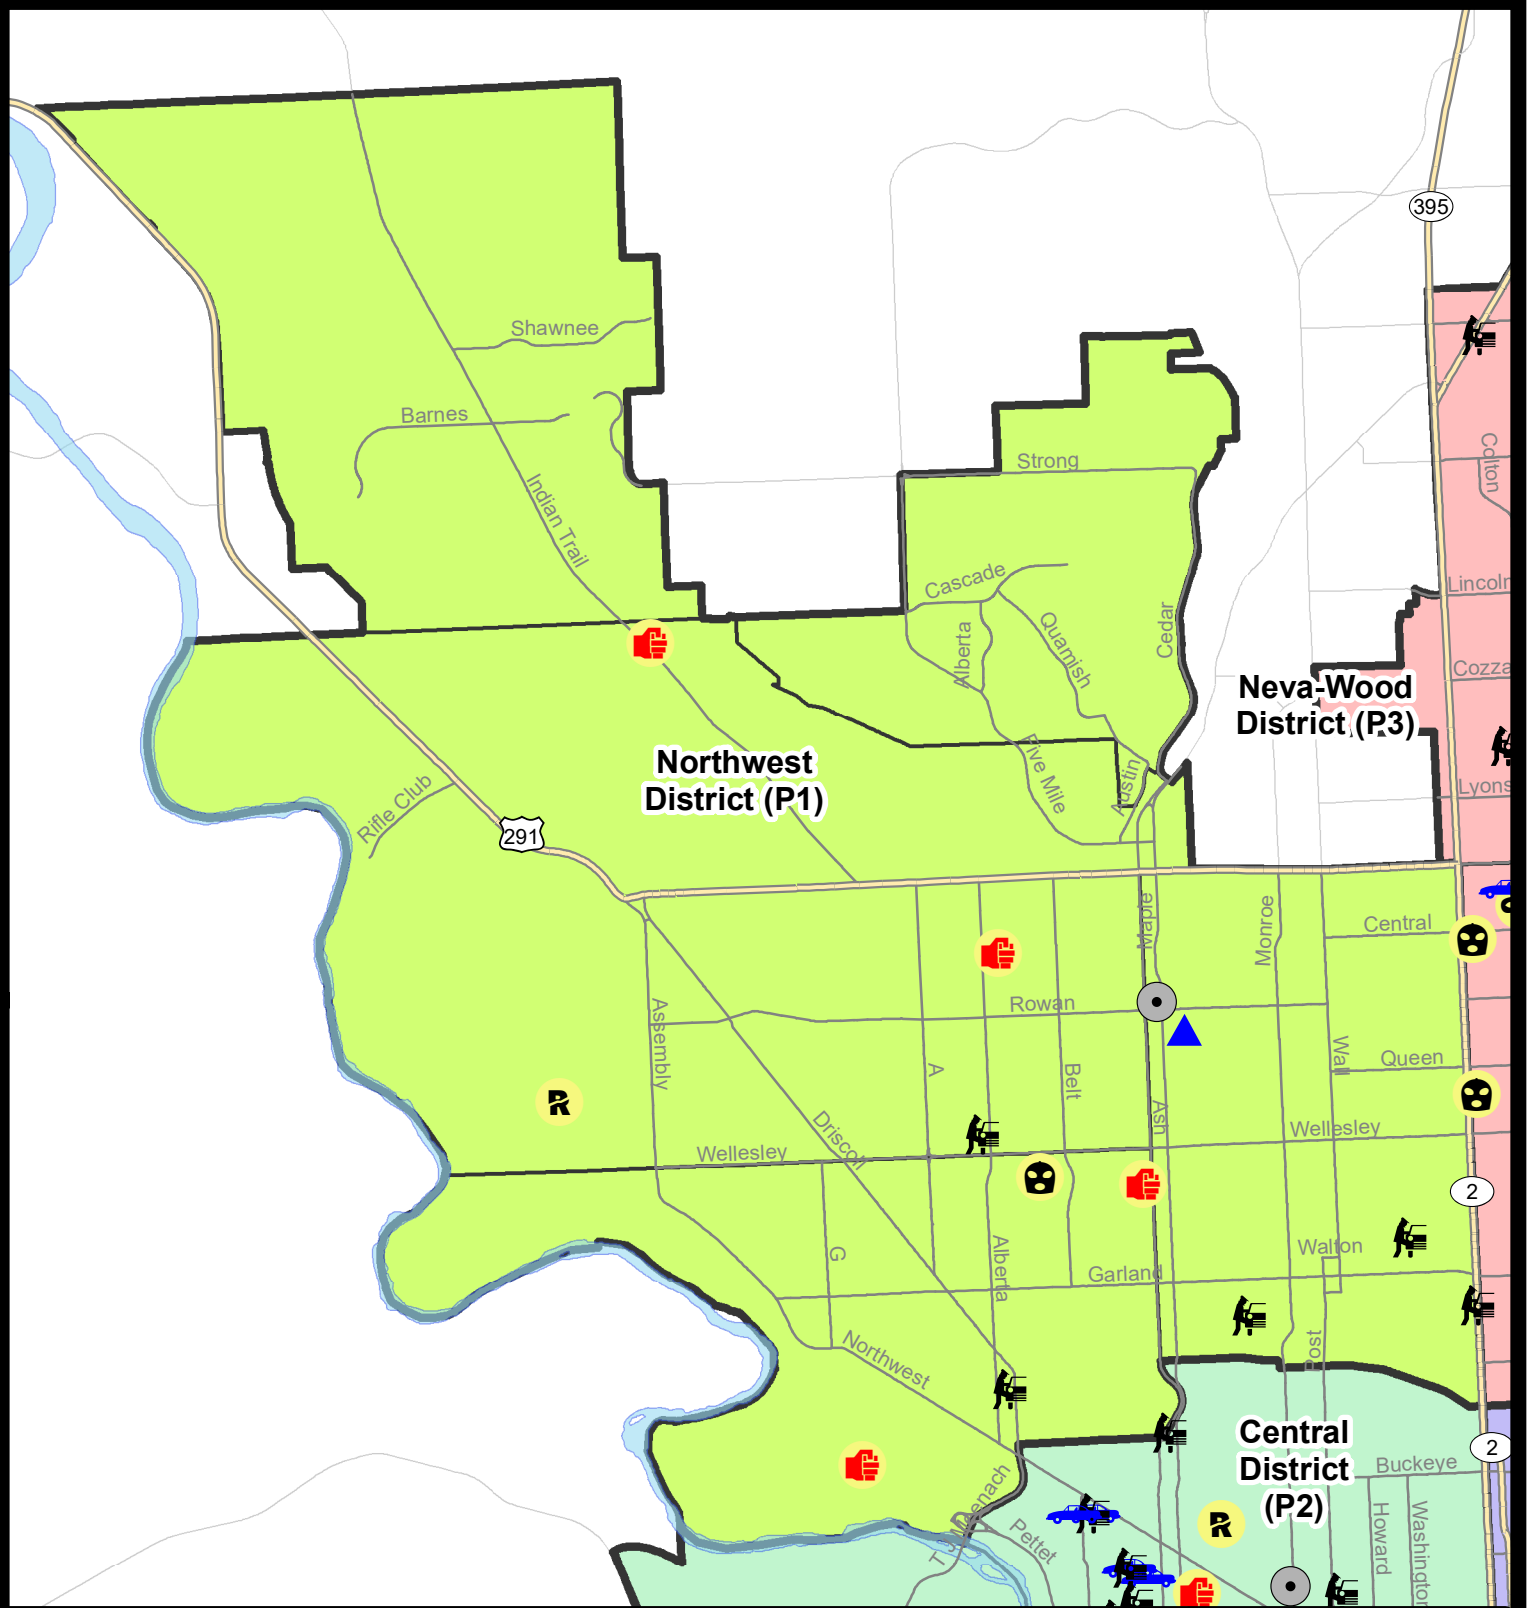 395
Shawnee
Barnes
Colton
Strong
Indian Trail
Cascade
Lincoln
Alberta
Quamish
Cedar
Cozza
Neva-Wood
District (P3)
Northwest
District (P1)
Five Mile
Austin
Lyons
Rifle Club
291
Maple
Monroe
Central
Assembly
Rowan
Wall
Queen
A
Belt
Ash
Driscoll
Wellesley
Wellesley
2
G
Alberta
Walton
Garland
Northwest
Post
Central
District
(P2)
2
Buckeye
Pettet
Howard
Washington
R
R